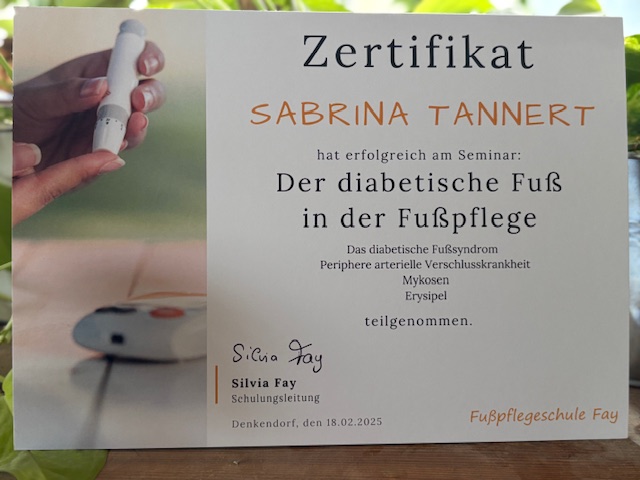 Zertifikat
SABRINA TANNERT
hat erfolgreich am Seminar:
Der diabetische Fuß
in der Fußpflege
Das diabetische Fußsyndrom
Periphere arterielle Verschlusskrankheit
Mykosen
Erysipel
teilgenommen.
Silvia Fay
Silvia Fay
Schulungsleitung
Denkendorf, den 18.02.2025
Fußpflegeschule Fay